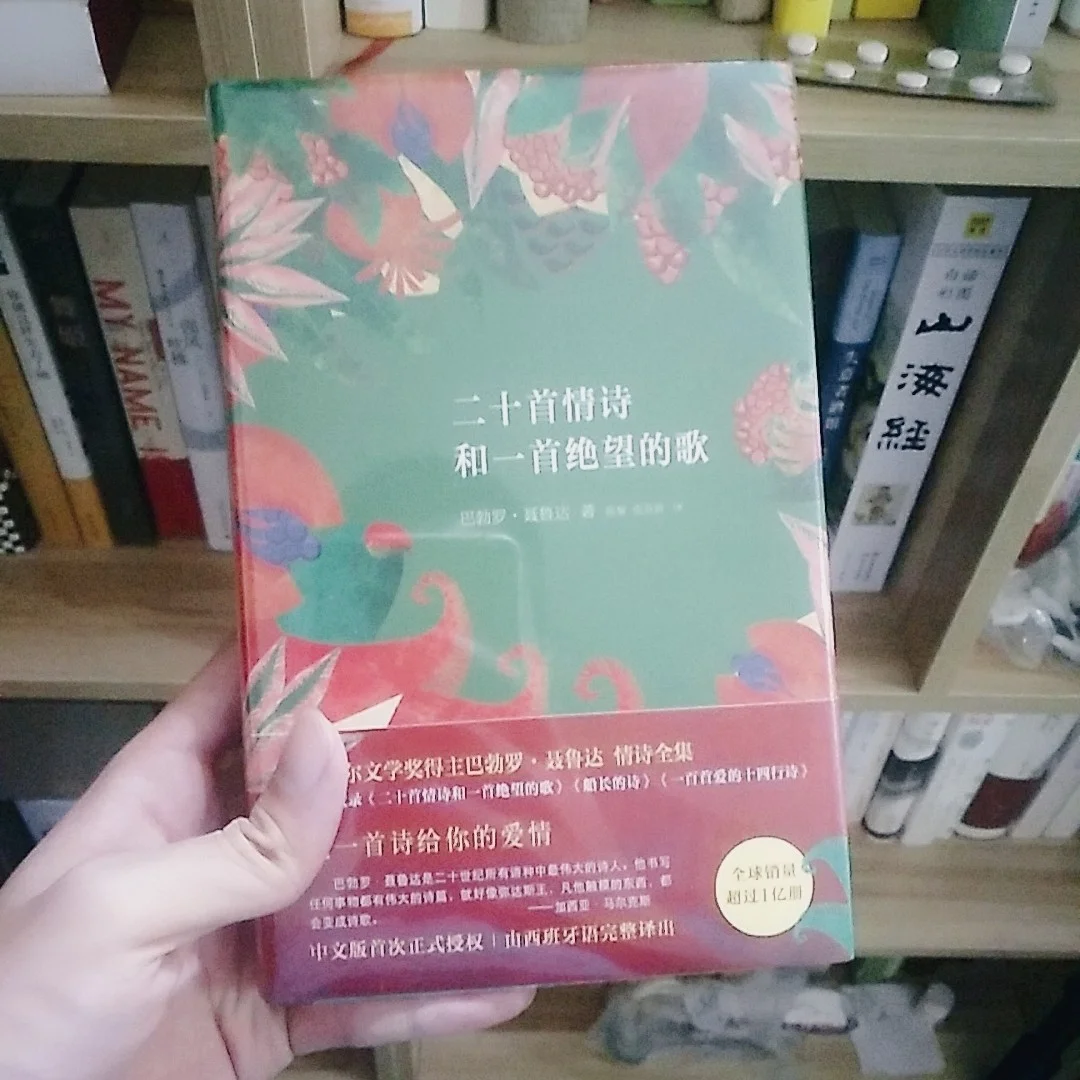 二十首情诗
和一首绝望的歌
巴勃罗·聂鲁达 著
尔文学奖得主巴勃罗·聂鲁达 情诗全集
录《二十首情诗和一首绝望的歌》《船长的诗》《一百首爱的十四行诗》
一首诗给你的爱情
巴勃罗·聂鲁达是二十世纪所有语种中最伟大的诗人，他书写
任何事物都有伟大的诗篇，就好像弥达斯王，凡他触摸的东西，都
会变成诗歌。
——加西亚·马尔克斯
中文版首次正式授权｜由西班牙语完整译出
全球销量
超过1亿册
MY NAME
山海經